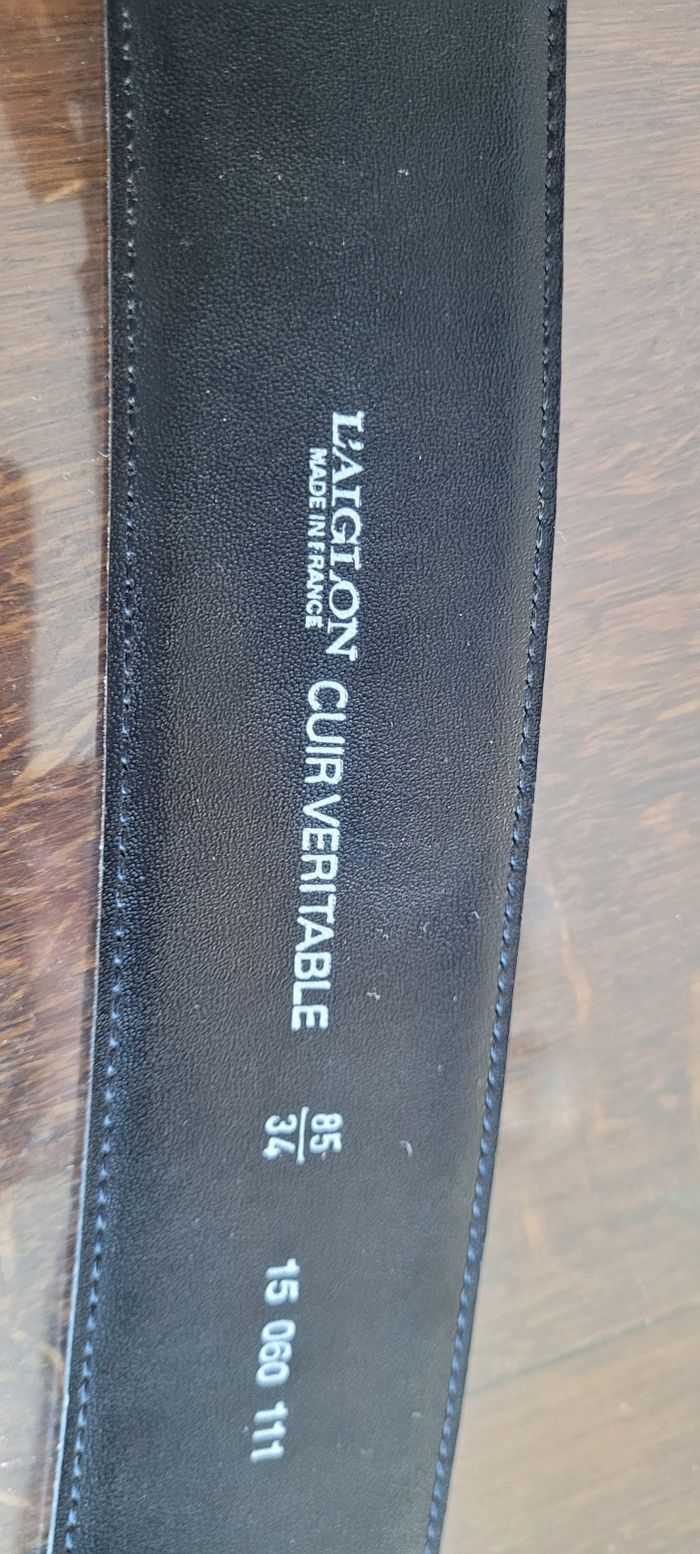 L'AIGLON
MADE IN FRANCE
CUIR VERITABLE
85
34
15 060 111